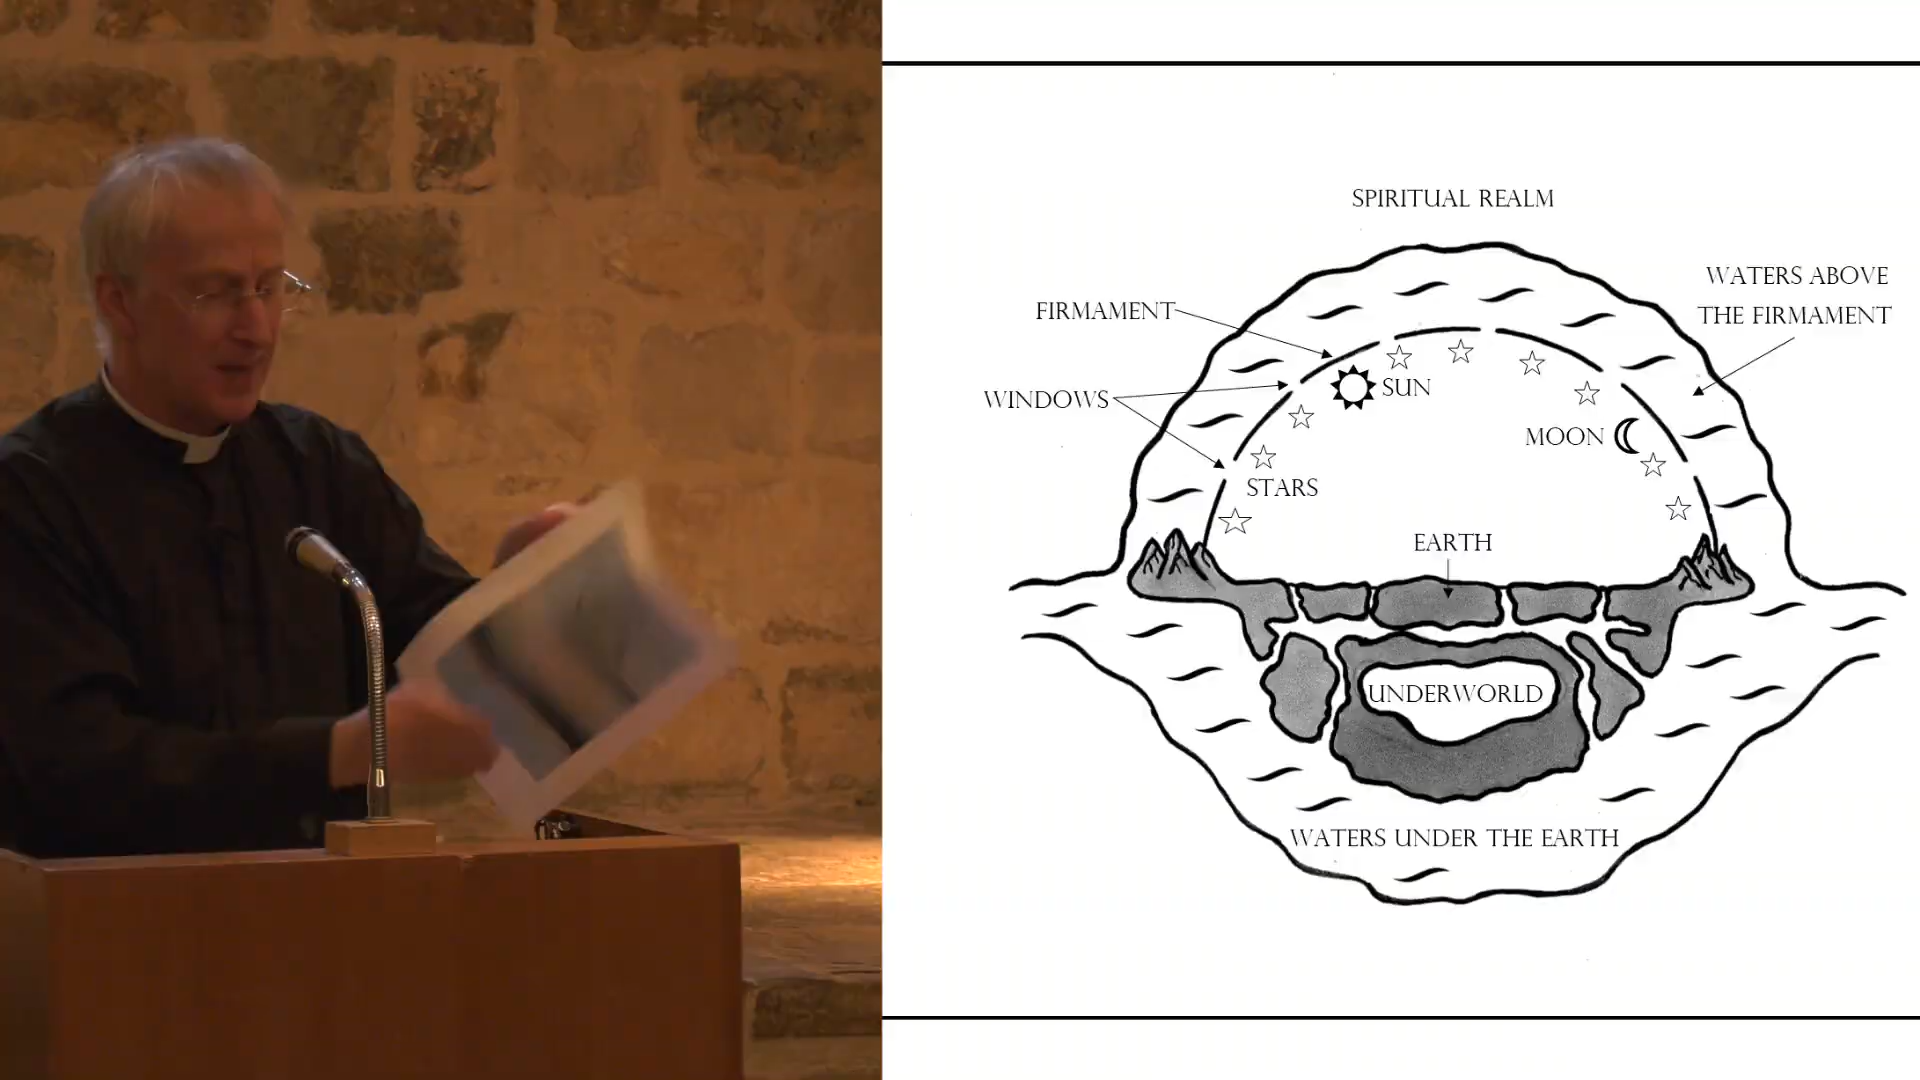 SPIRITUAL REALM
WATERS ABOVE
THE FIRMAMENT
FIRMAMENT
WINDOWS
SUN
MOON
STARS
EARTH
UNDERWORLD
WATERS UNDER THE EARTH